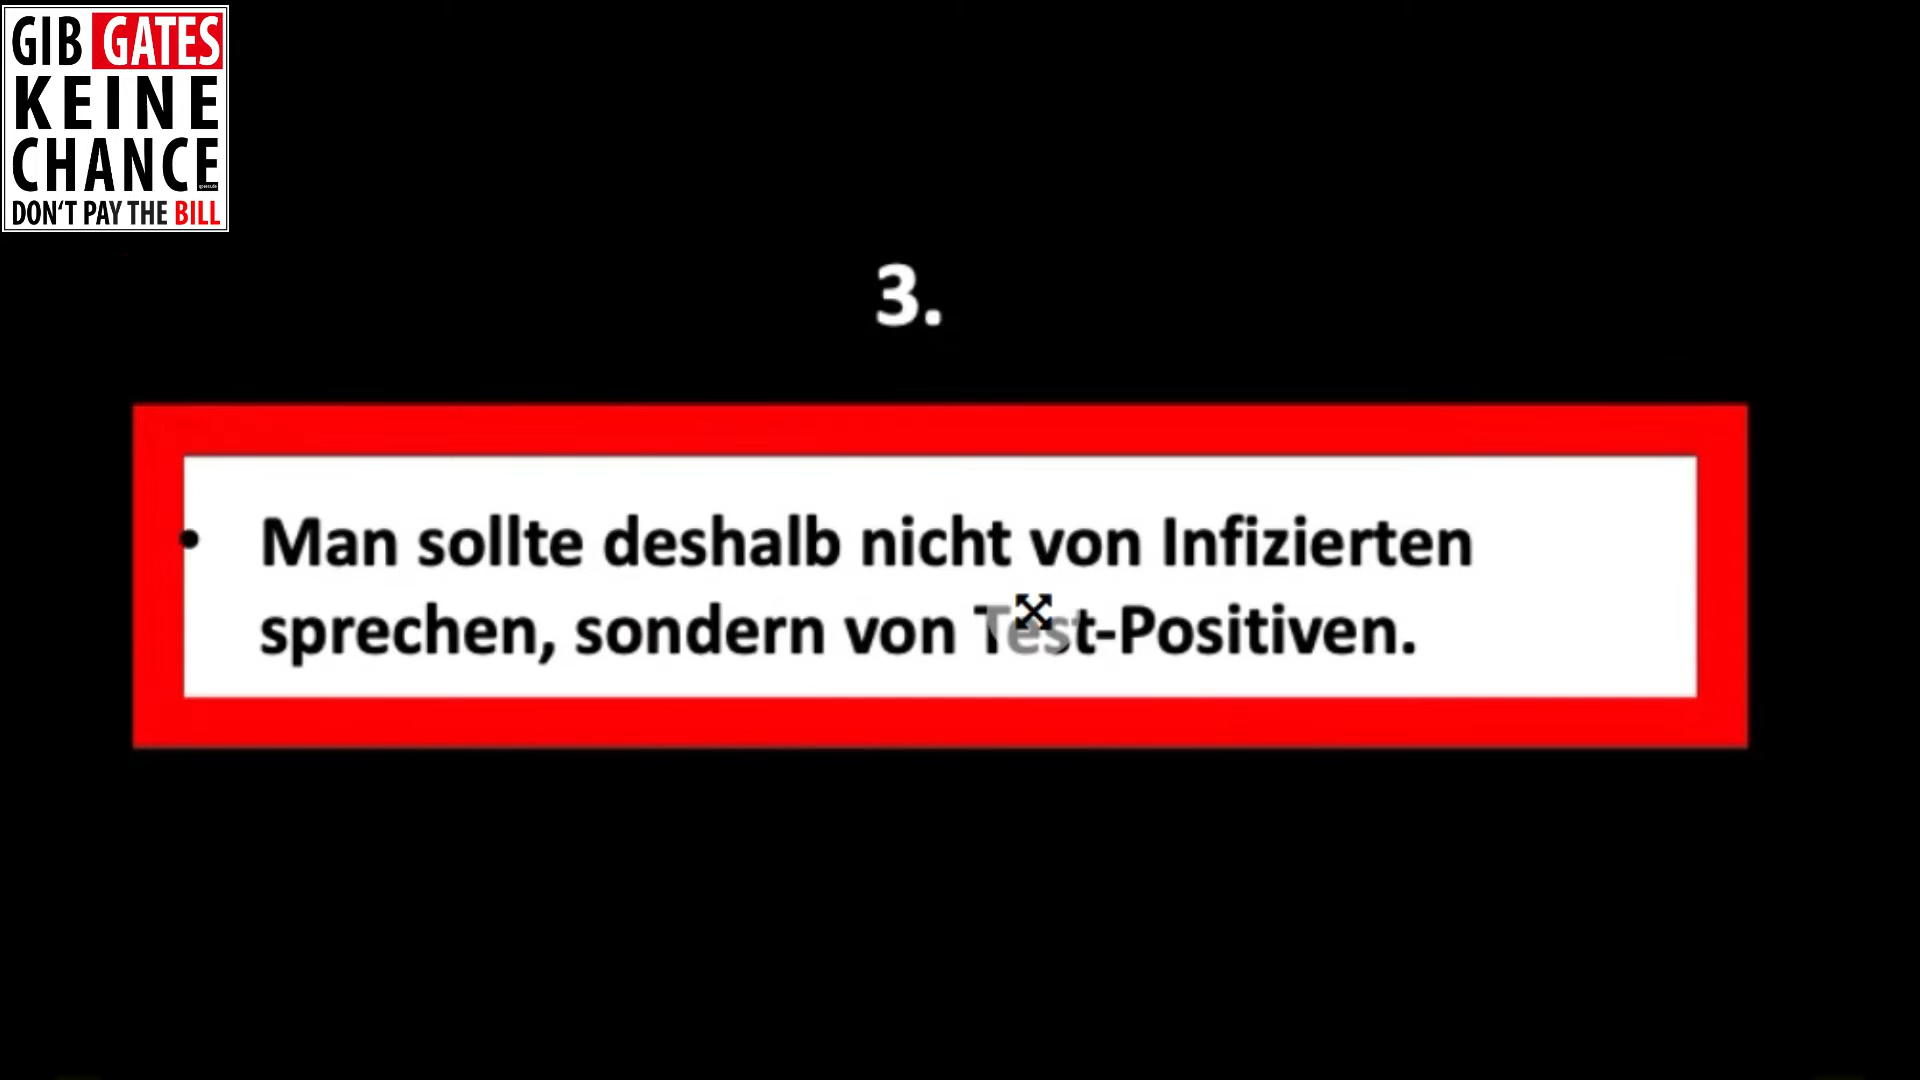 GIB GATES
KEINE
CHANCE
DON'T PAY THE BILL
3.
• Man sollte deshalb nicht von Infizierten
sprechen, sondern von Test-Positiven.